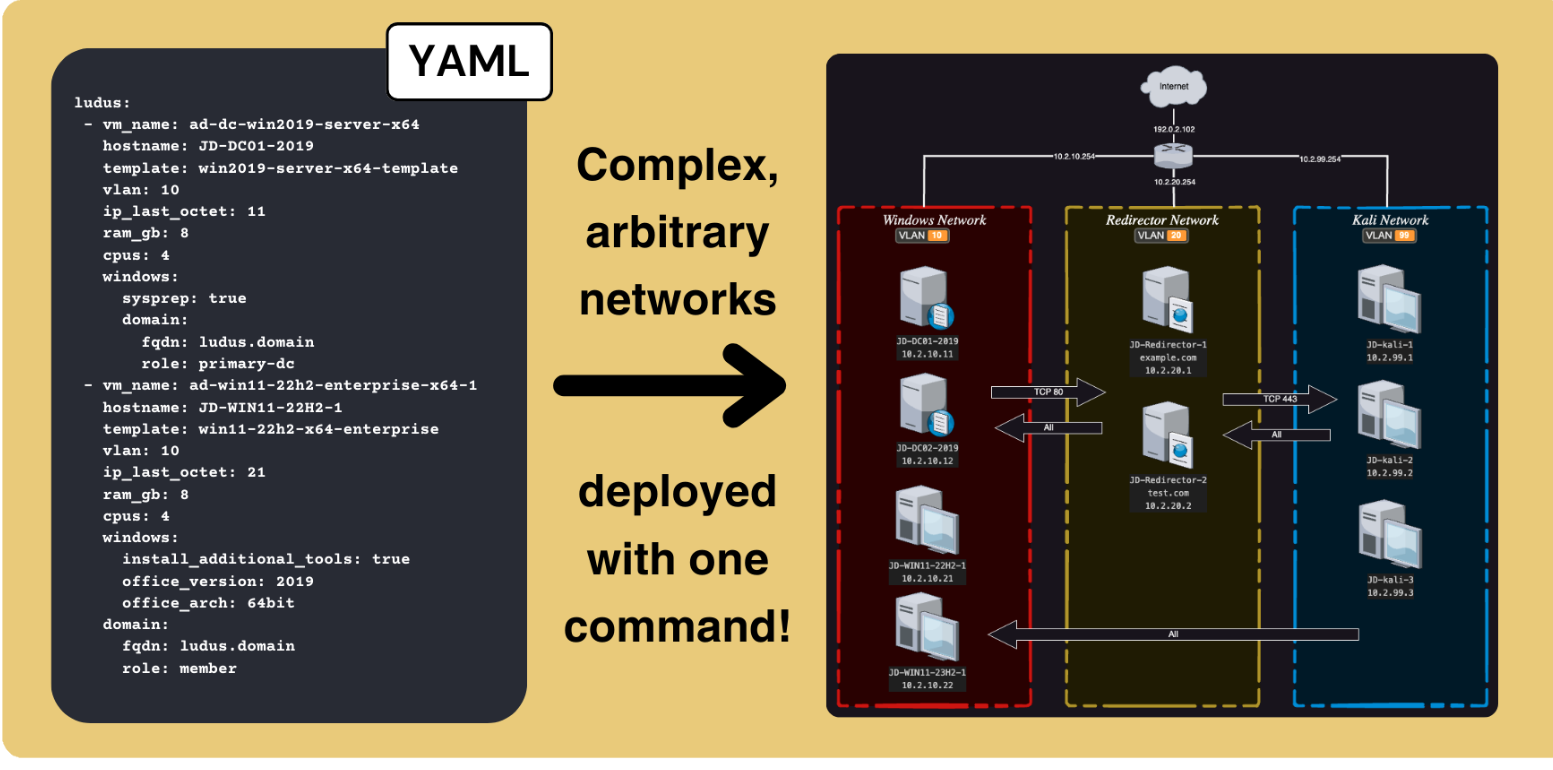 YAML
ludus:
- vm_name: ad-dc-win2019-server-x64
hostname: JD-DC01-2019
template: win2019-server-x64-template
vlan: 10
ip_last_octet: 11
ram_gb: 8
cpus: 4
windows:
sysprep: true
domain:
fqdn: ludus.domain
role: primary-dc
- vm_name: ad-win11-22h2-enterprise-x64-1
hostname: JD-WIN11-22H2-1
template: win11-22h2-x64-enterprise
vlan: 10
ip_last_octet: 21
ram_gb: 8
cpus: 4
windows:
install_additional_tools: true
office_version: 2019
office_arch: 64bit
domain:
fqdn: ludus.domain
role: member
Complex,
arbitrary
networks
deployed
with one
command!
Internet
192.0.2.102
10.2.10.254
10.2.99.254
10.2.20.254
Windows Network
VLAN 10
JD-DC01-2019
10.2.10.11
JD-DC02-2019
10.2.10.12
JD-WIN11-22H2-1
10.2.10.21
JD-WIN11-23H2-1
10.2.10.22
TCP 80
All
Redirector Network
VLAN 20
JD-Redirector-1
example.com
10.2.20.1
JD-Redirector-2
test.com
10.2.20.2
TCP 443
All
Kali Network
VLAN 99
JD-kali-1
10.2.99.1
JD-kali-2
10.2.99.2
JD-kali-3
10.2.99.3
All